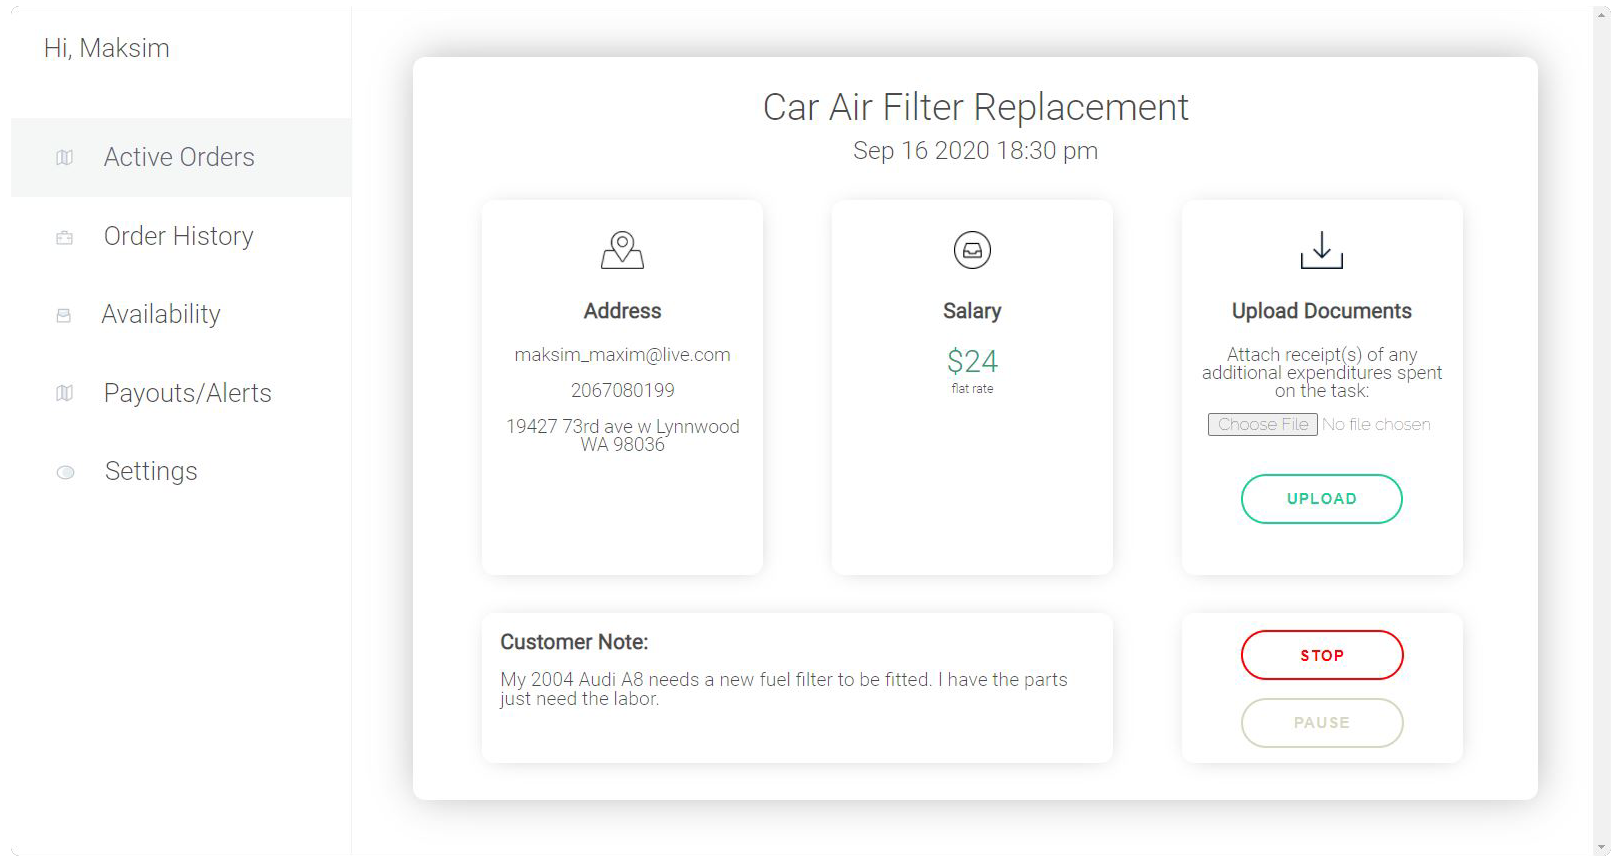 Hi, Maksim
Active Orders
Order History
Availability
Payouts/Alerts
Settings
Car Air Filter Replacement
Sep 16 2020 18:30 pm
Address
maksim_maxim@live.com
2067080199
19427 73rd ave w Lynnwood
WA 98036
Salary
$24
flat rate
Upload Documents
Attach receipt(s) of any
additional expenditures spent
on the task:
Choose File No file chosen
UPLOAD
Customer Note:
My 2004 Audi A8 needs a new fuel filter to be fitted. I have the parts
just need the labor.
STOP
PAUSE